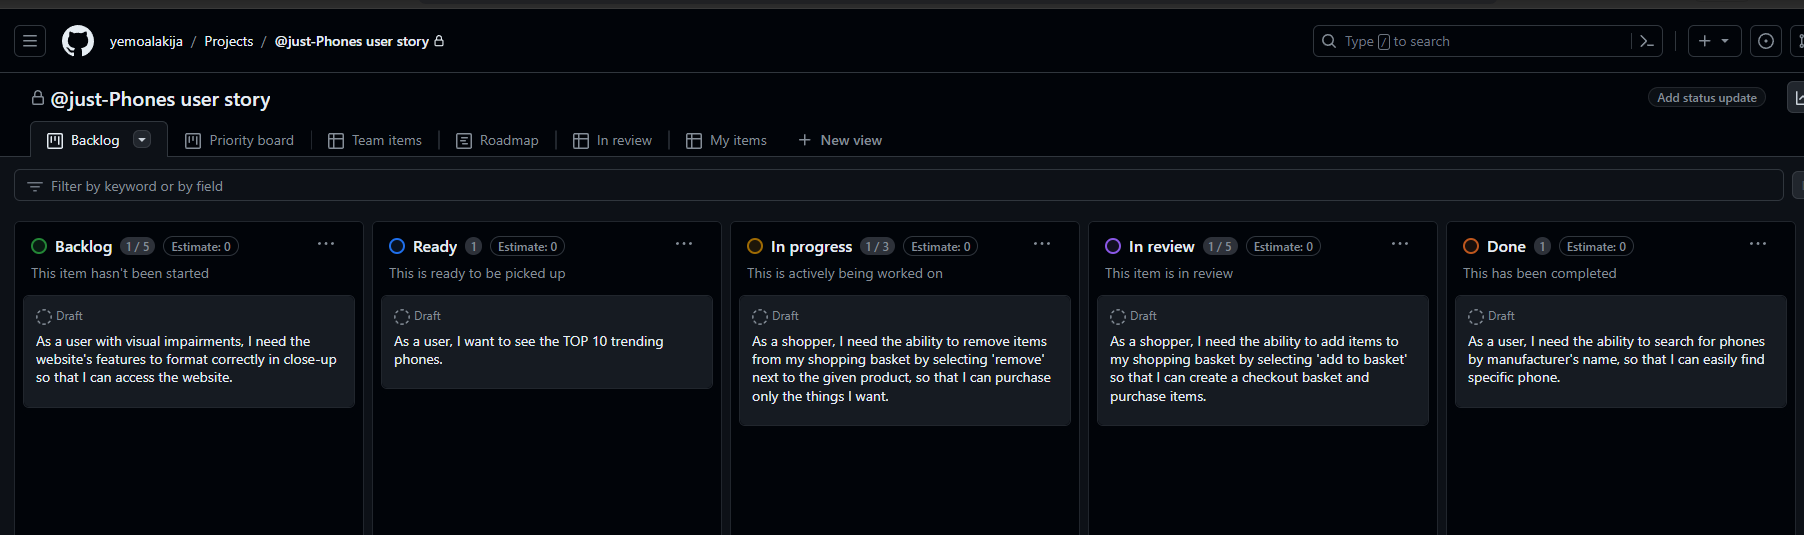 yemoalakija / Projects / @just-Phones user story
Type / to search
@just-Phones user story
Add status update
Backlog
Priority board
Team items
Roadmap
In review
My items
New view
Filter by keyword or by field
Backlog 1 / 5 Estimate: 0
This item hasn't been started
Draft
As a user with visual impairments, I need the
website's features to format correctly in close-up
so that I can access the website.
Ready 1 Estimate: 0
This is ready to be picked up
Draft
As a user, I want to see the TOP 10 trending
phones.
In progress 1 / 3 Estimate: 0
This is actively being worked on
Draft
As a shopper, I need the ability to remove items
from my shopping basket by selecting 'remove'
next to the given product, so that I can purchase
only the things I want.
In review 1 / 5 Estimate: 0
This item is in review
Draft
As a shopper, I need the ability to add items to
my shopping basket by selecting 'add to basket'
so that I can create a checkout basket and
purchase items.
Done 1 Estimate: 0
This has been completed
Draft
As a user, I need the ability to search for phones
by manufacturer's name, so that I can easily find
specific phone.